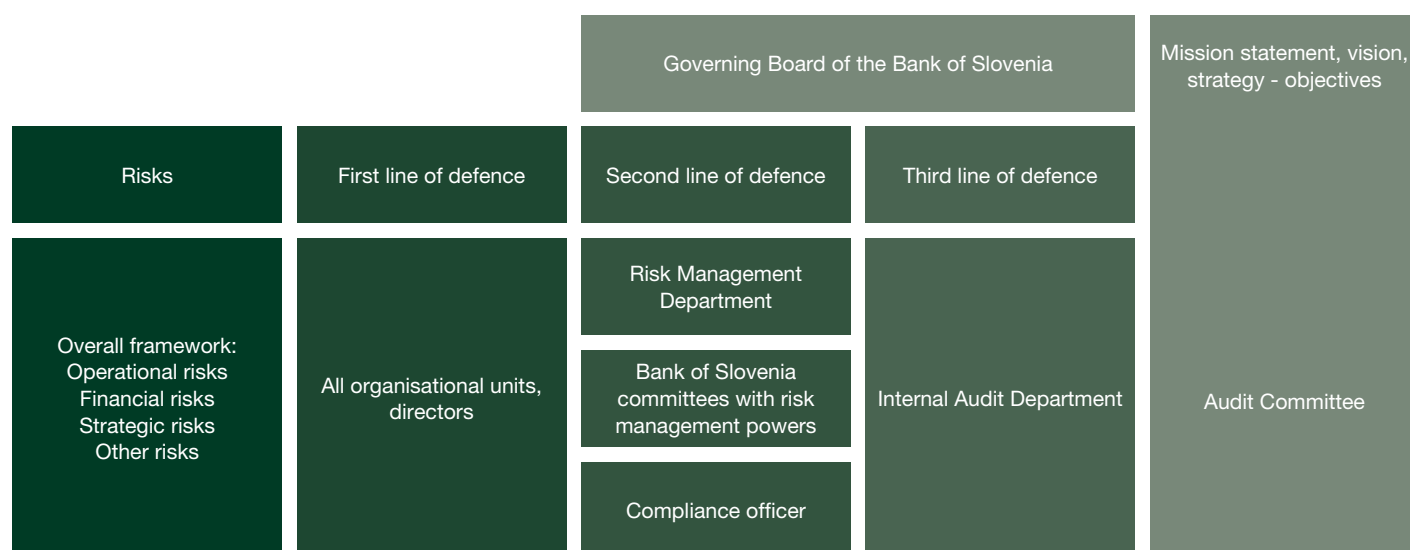 Governing Board of the Bank of Slovenia
Mission statement, vision,
strategy - objectives
Risks
First line of defence
Second line of defence
Third line of defence
Overall framework:
Operational risks
Financial risks
Strategic risks
Other risks
All organisational units,
directors
Risk Management
Department
Bank of Slovenia
committees with risk
management powers
Compliance officer
Internal Audit Department
Audit Committee